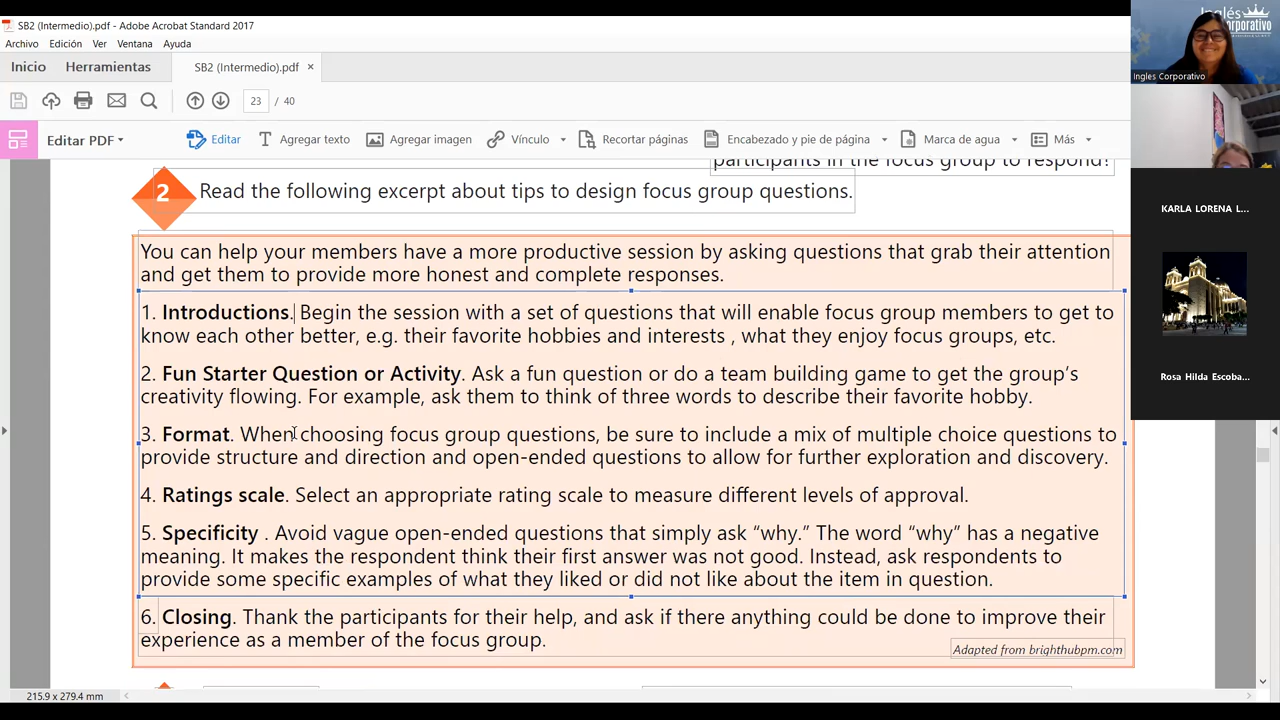 SB2 (Intermedio).pdf - Adobe Acrobat Standard 2017
Archivo Edición Ver Ventana Ayuda
Inicio Herramientas SB2 (Intermedio).pdf ×
23 / 40
Editar PDF Editar Agregar texto Agregar imagen Vínculo Recortar páginas Encabezado y pie de página Marca de agua Más
participants in the focus group to respond?
2 Read the following excerpt about tips to design focus group questions.
You can help your members have a more productive session by asking questions that grab their attention
and get them to provide more honest and complete responses.
1. Introductions. Begin the session with a set of questions that will enable focus group members to get to
know each other better, e.g. their favorite hobbies and interests , what they enjoy focus groups, etc.
2. Fun Starter Question or Activity. Ask a fun question or do a team building game to get the group's
creativity flowing. For example, ask them to think of three words to describe their favorite hobby.
3. Format. When choosing focus group questions, be sure to include a mix of multiple choice questions to
provide structure and direction and open-ended questions to allow for further exploration and discovery.
4. Ratings scale. Select an appropriate rating scale to measure different levels of approval.
5. Specificity . Avoid vague open-ended questions that simply ask “why.” The word “why” has a negative
meaning. It makes the respondent think their first answer was not good. Instead, ask respondents to
provide some specific examples of what they liked or did not like about the item in question.
6. Closing. Thank the participants for their help, and ask if there anything could be done to improve their
experience as a member of the focus group.
Adapted from brighthubpm.com
215.9 x 279.4 mm
Ingles Corporativo
KARLA LORENA L...
Rosa Hilda Escoba...